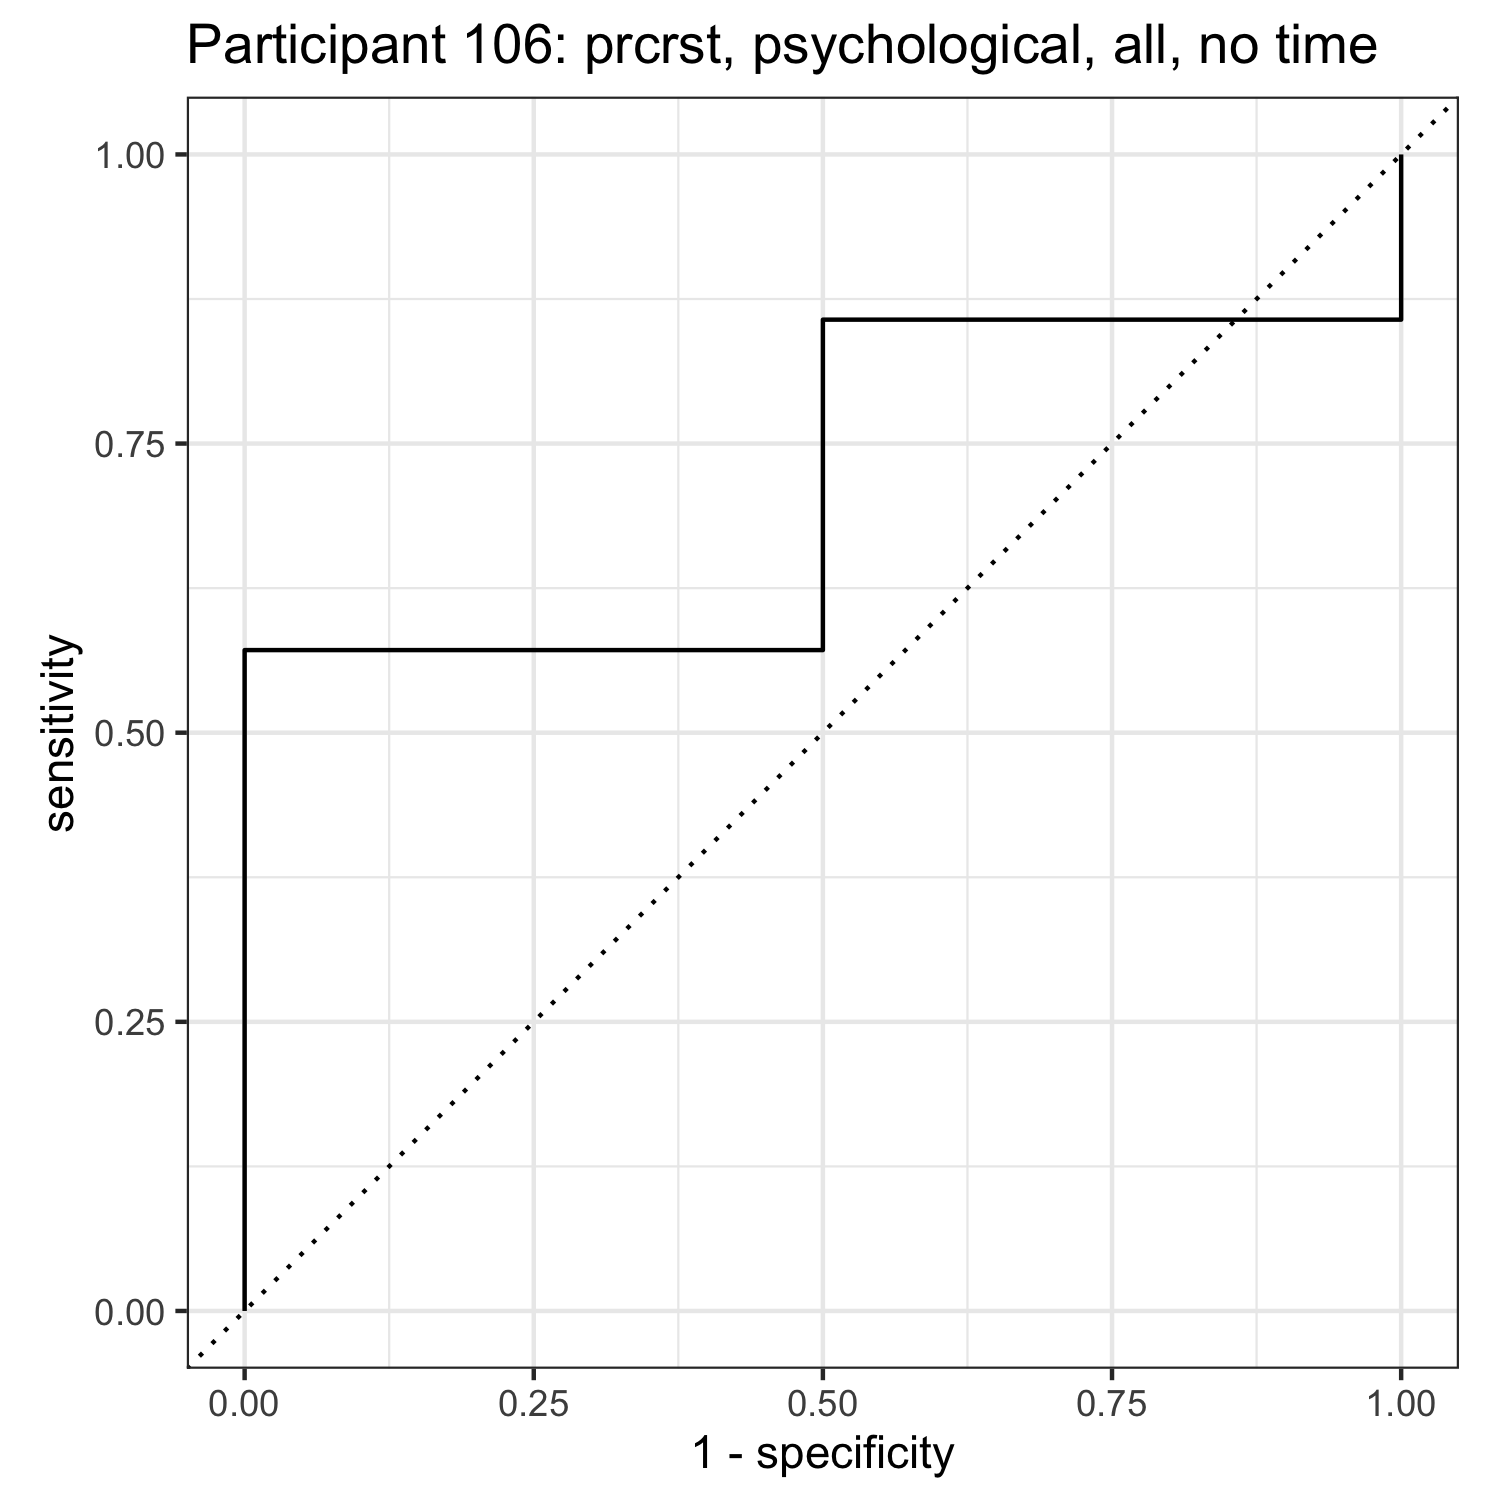 Participant 106: prcrst, psychological, all, no time
sensitivity
1.00
0.75
0.50
0.25
0.00
0.00 0.25 0.50 0.75 1.00
1 - specificity